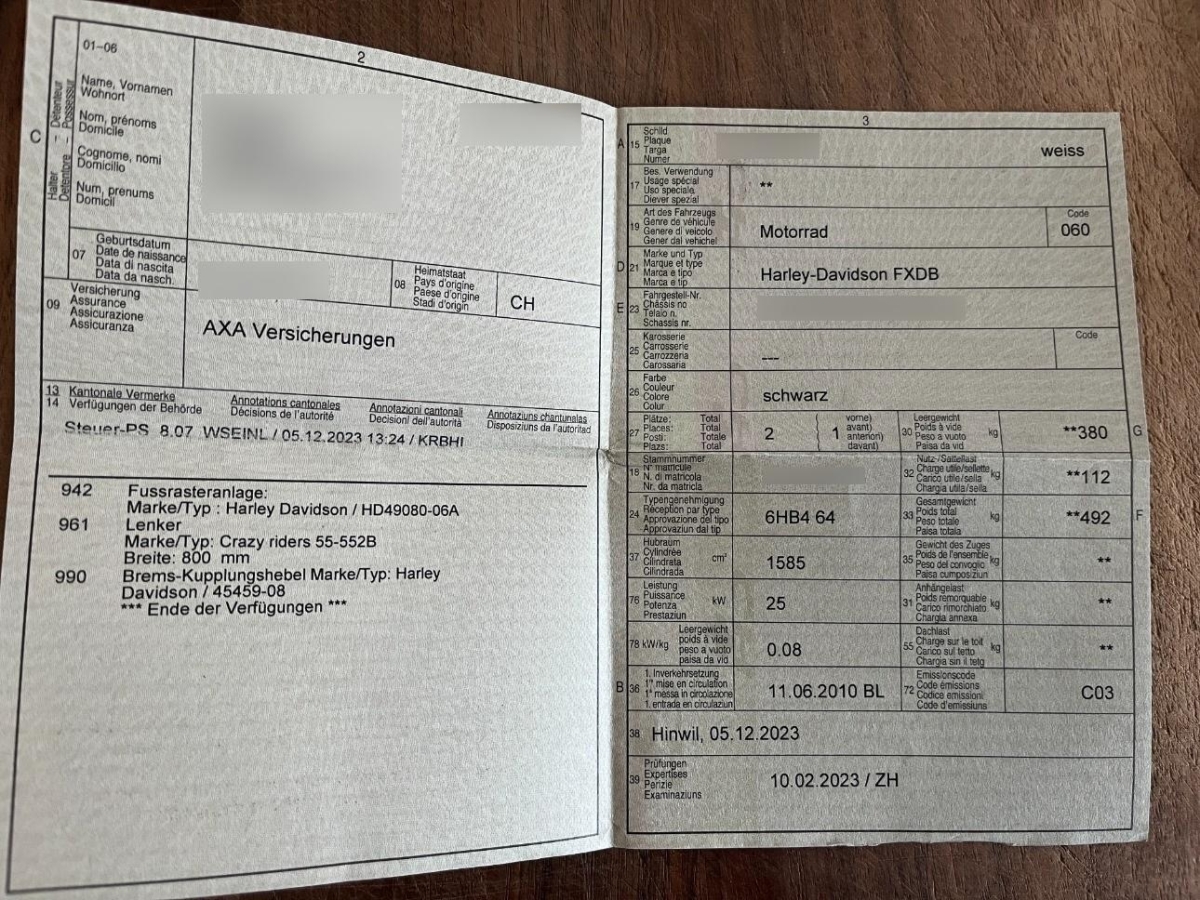 2
01-06
C
Halter - Détenteur
Detentore - Possessur
Name, Vornamen
Wohnort
Nom, prénoms
Domicile
Cognome, nomi
Domicilio
Num, prenums
Domicil
07
Geburtsdatum
Date de naissance
Data di nascita
Data da nasch.
08
Heimatstaat
Pays d'origine
Paese d'origine
Stadi d'origin
CH
09
Versicherung
Assurance
Assicurazione
Assicuranza
AXA Versicherungen
13 Kantonale Vermerke
14 Verfügungen der Behörde
Annotations cantonales
Décisions de l'autorité
Annotazioni cantonali
Decisioni dell'autorità
Annotaziuns chantunalas
Disposiziuns da l'autoritad
Steuer-PS 8.07 WSEINL / 05.12.2023 13:24 / KRBHI
942 Fussrasteranlage:
Marke/Typ : Harley Davidson / HD49080-06A
961 Lenker
Marke/Typ: Crazy riders 55-552B
Breite: 800 mm
990 Brems-Kupplungshebel Marke/Typ: Harley
Davidson / 45459-08
*** Ende der Verfügungen ***
3
A 15
Schild
Plaque
Targa
Numer
weiss
17
Bes. Verwendung
Usage spécial
Uso speciale
Diever spezial
**
19
Art des Fahrzeugs
Genre de véhicule
Genere di veicolo
Gener dal vehichel
Motorrad
Code
060
D 21
Marke und Typ
Marque et type
Marca e tipo
Marca e tip
Harley-Davidson FXDB
E 23
Fahrgestell-Nr.
Châssis no
Telaio n.
Schassis nr.
25
Karosserie
Carrosserie
Carrozzeria
Carossaria
---
Code
26
Farbe
Couleur
Colore
Colur
schwarz
27
Plätze: Total
Places: Total
Posti: Totale
Plazs: Total
2
1
vorne)
avant)
anteriori)
davant)
30
Leergewicht
Poids à vide
Peso a vuoto
Paisa da vid
kg
**380
G
18
Stammnummer
N° matricule
N. di matricola
Nr. da matricla
32
Nutz-/Sattellast
Charge utile/sellette
Carico utile/sella
Chargia utila/sella
kg
**112
24
Typengenehmigung
Réception par type
Approvazione del tipo
Approvaziun dal tip
6HB4 64
33
Gesamtgewicht
Poids total
Peso totale
Paisa totala
kg
**492
F
37
Hubraum
Cylindrée
Cilindrata
Cilindrada
cm³
1585
35
Gewicht des Zuges
Poids de l'ensemble
Peso del convoglio
Paisa cumposiziun
kg
**
76
Leistung
Puissance
Potenza
Prestaziun
kW
25
31
Anhängelast
Poids remorquable
Carico rimorchiato
Chargia annexa
kg
**
78 kW/kg
Leergewicht
poids à vide
peso a vuoto
paisa da vid
0.08
55
Dachlast
Charge sur le toit
Carico sul tetto
Chargia sin il tetg
kg
**
B 36
1. Inverkehrsetzung
1re mise en circulation
1a messa in circolazione
1. entrada en circulaziun
11.06.2010 BL
72
Emissionscode
Code émissions
Codice emissioni
Code d'emissiuns
C03
38 Hinwil, 05.12.2023
39
Prüfungen
Expertises
Perizie
Examinaziuns
10.02.2023 / ZH